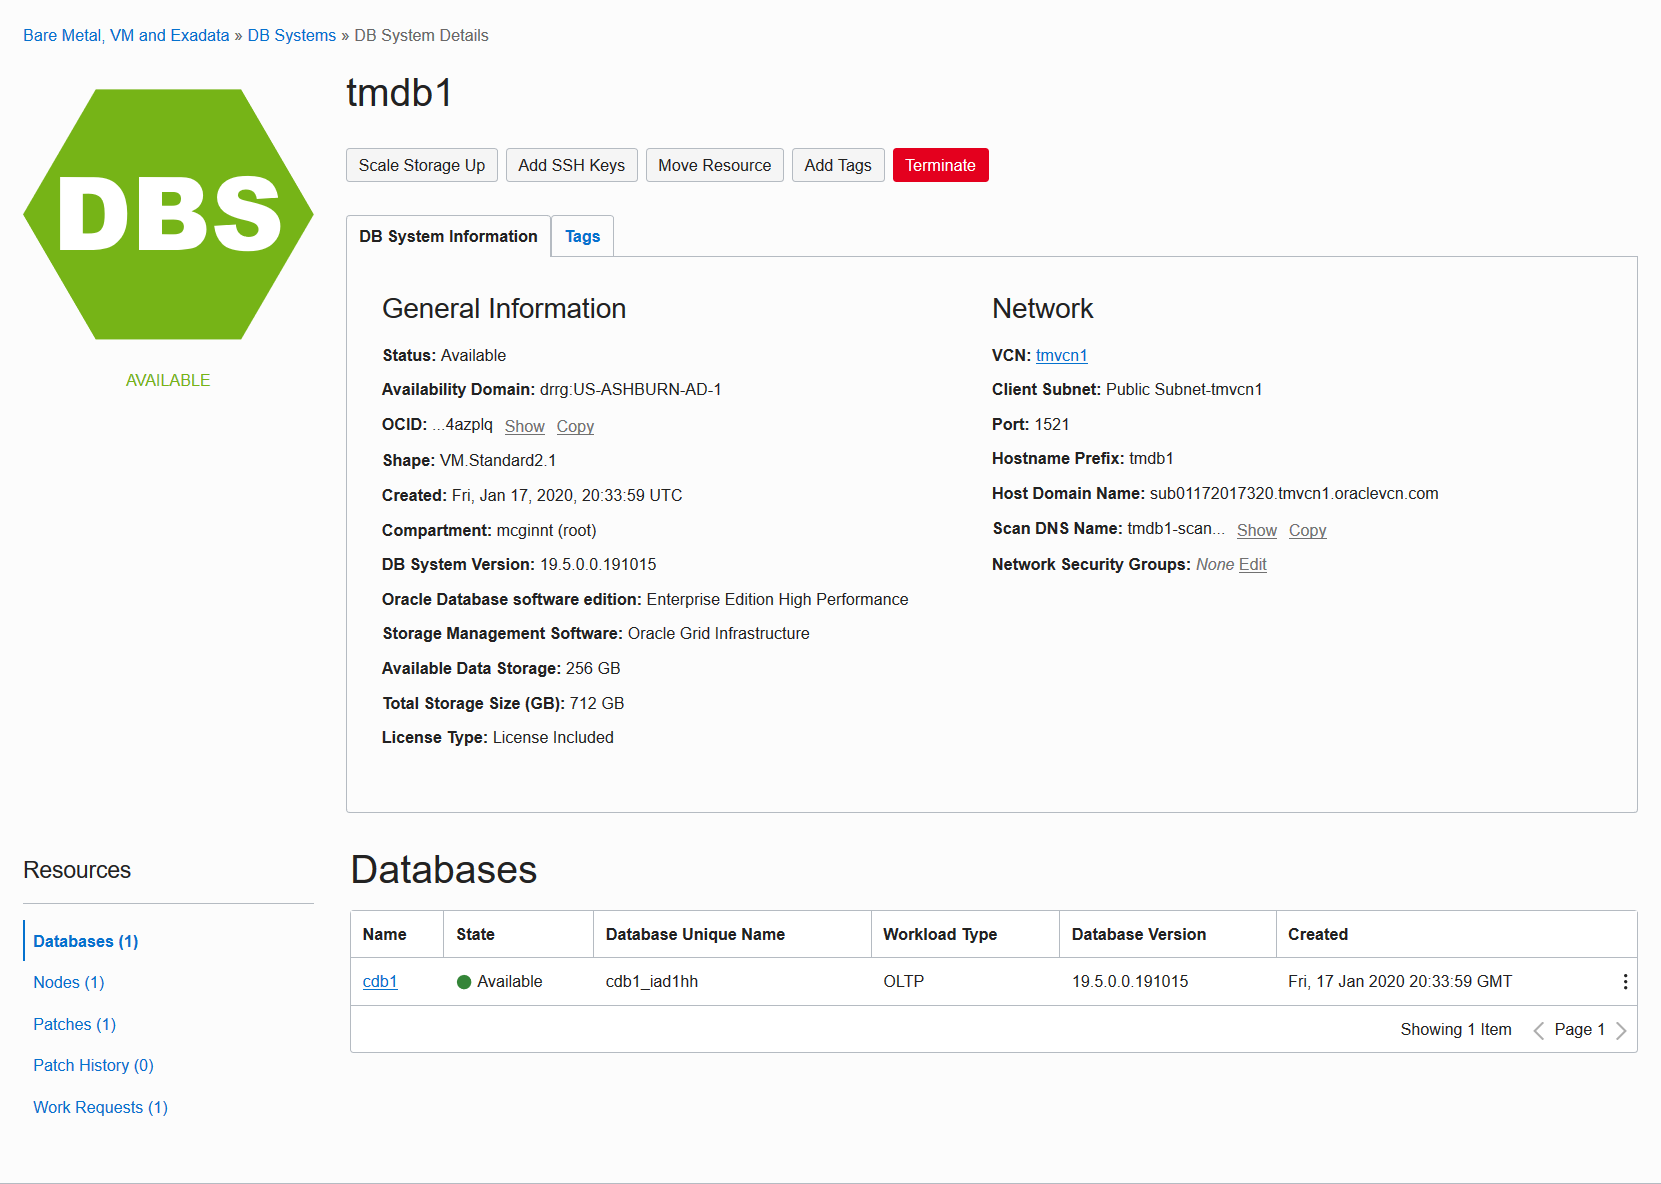 Bare Metal, VM and Exadata » DB Systems » DB System Details
DBS
AVAILABLE
tmdb1
Scale Storage Up Add SSH Keys Move Resource Add Tags Terminate
DB System Information Tags
General Information
Status: Available
Availability Domain: drrg:US-ASHBURN-AD-1
OCID: ...4azplq Show Copy
Shape: VM.Standard2.1
Created: Fri, Jan 17, 2020, 20:33:59 UTC
Compartment: mcginnt (root)
DB System Version: 19.5.0.0.191015
Oracle Database software edition: Enterprise Edition High Performance
Storage Management Software: Oracle Grid Infrastructure
Available Data Storage: 256 GB
Total Storage Size (GB): 712 GB
License Type: License Included
Network
VCN: tmvcn1
Client Subnet: Public Subnet-tmvcn1
Port: 1521
Hostname Prefix: tmdb1
Host Domain Name: sub01172017320.tmvcn1.oraclevcn.com
Scan DNS Name: tmdb1-scan... Show Copy
Network Security Groups: None Edit
Resources
Databases (1)
Nodes (1)
Patches (1)
Patch History (0)
Work Requests (1)
Databases
Name State Database Unique Name Workload Type Database Version Created
cdb1 Available cdb1_iad1hh OLTP 19.5.0.0.191015 Fri, 17 Jan 2020 20:33:59 GMT
Showing 1 Item Page 1